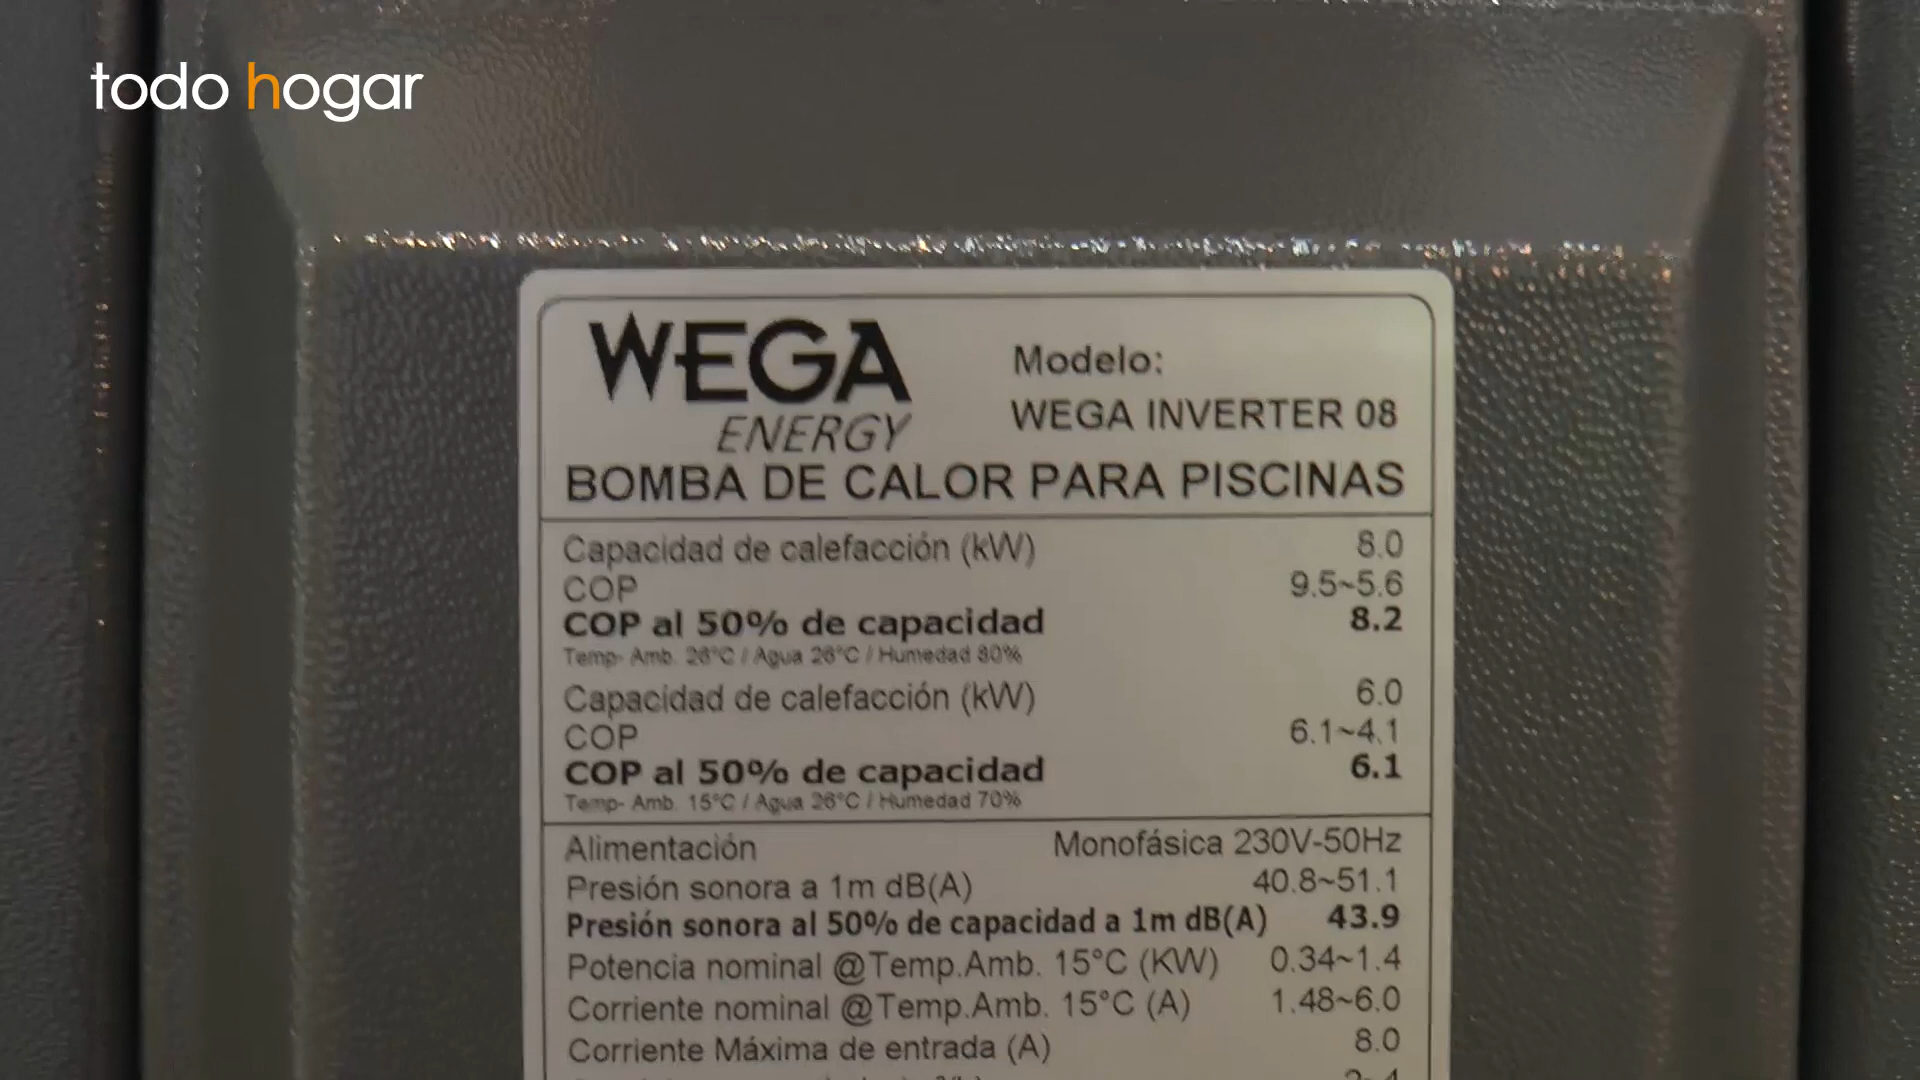 todo hogar
WEGA
ENERGY
Modelo:
WEGA INVERTER 08
BOMBA DE CALOR PARA PISCINAS
Capacidad de calefacción (kW) 8.0
COP 9.5~5.6
COP al 50% de capacidad 8.2
Temp- Amb. 26°C / Agua 26°C / Humedad 80%
Capacidad de calefacción (kW) 6.0
COP 6.1~4.1
COP al 50% de capacidad 6.1
Temp- Amb. 15°C / Agua 26°C / Humedad 70%
Alimentación Monofásica 230V-50Hz
Presión sonora a 1m dB(A) 40.8~51.1
Presión sonora al 50% de capacidad a 1m dB(A) 43.9
Potencia nominal @Temp.Amb. 15°C (KW) 0.34~1.4
Corriente nominal @Temp.Amb. 15°C (A) 1.48~6.0
Corriente Máxima de entrada (A) 8.0